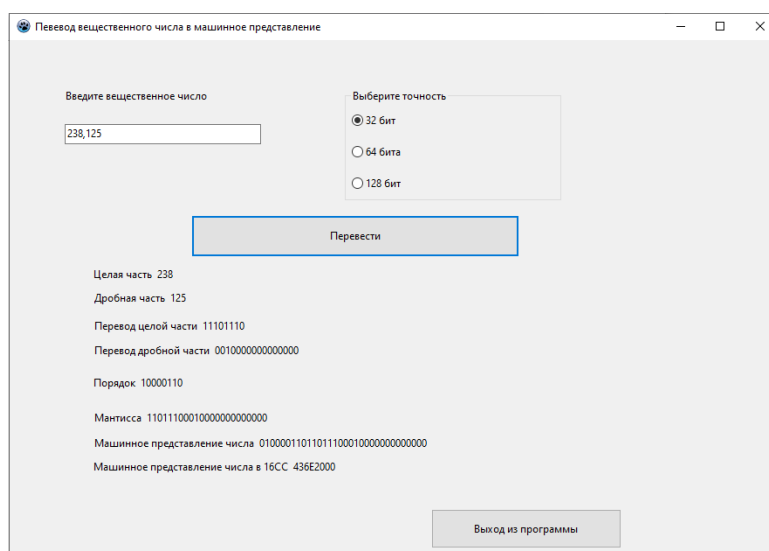 Певевод вещественного числа в машинное представление
Введите вещественное число
Выберите точность
238,125
32 бит
64 бита
128 бит
Перевести
Целая часть 238
Дробная часть 125
Перевод целой части 11101110
Перевод дробной части 0010000000000000
Порядок 10000110
Мантисса 11011100010000000000000
Машинное представление числа 01000011011011100010000000000000
Машинное представление числа в 16СС 436E2000
Выход из программы